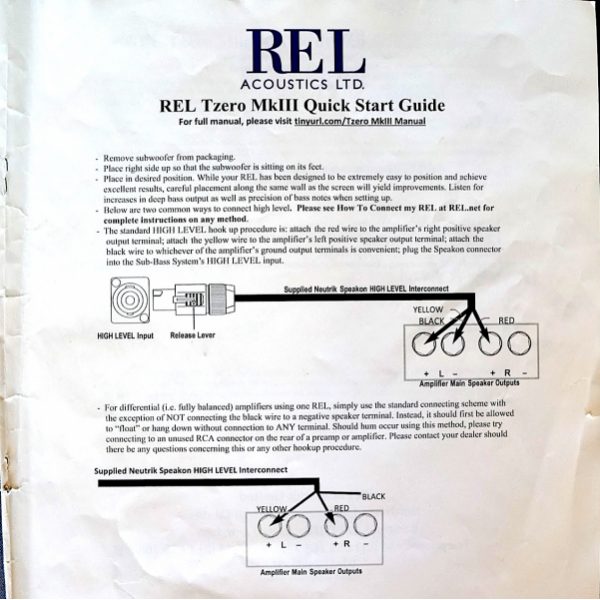 REL
ACOUSTICS LTD.
REL Tzero MkIII Quick Start Guide
For full manual, please visit tinyurl.com/Tzero MkIII Manual
- Remove subwoofer from packaging.
- Place right side up so that the subwoofer is sitting on its feet.
- Place in desired position. While your REL has been designed to be extremely easy to position and achieve
excellent results, careful placement along the same wall as the screen will yield improvements. Listen for
increases in deep bass output as well as precision of bass notes when setting up.
- Below are two common ways to connect high level. Please see How To Connect my REL at REL.net for
complete instructions on any method.
- The standard HIGH LEVEL hook up procedure is: attach the red wire to the amplifier's right positive speaker
output terminal; attach the yellow wire to the amplifier's left positive speaker output terminal; attach the
black wire to whichever of the amplifier's ground output terminals is convenient; plug the Speakon connector
into the Sub-Bass System's HIGH LEVEL input.
Supplied Neutrik Speakon HIGH LEVEL Interconnect
YELLOW
BLACK
RED
HIGH LEVEL Input
Release Lever
+ L - + R -
Amplifier Main Speaker Outputs
- For differential (i.e. fully balanced) amplifiers using one REL, simply use the standard connecting scheme with
the exception of NOT connecting the black wire to a negative speaker terminal. Instead, it should first be allowed
to "float" or hang down without connection to ANY terminal. Should hum occur using this method, please try
connecting to an unused RCA connector on the rear of a preamp or amplifier. Please contact your dealer should
there be any questions concerning this or any other hookup procedure.
Supplied Neutrik Speakon HIGH LEVEL Interconnect
BLACK
YELLOW
RED
+ L - + R -
Amplifier Main Speaker Outputs